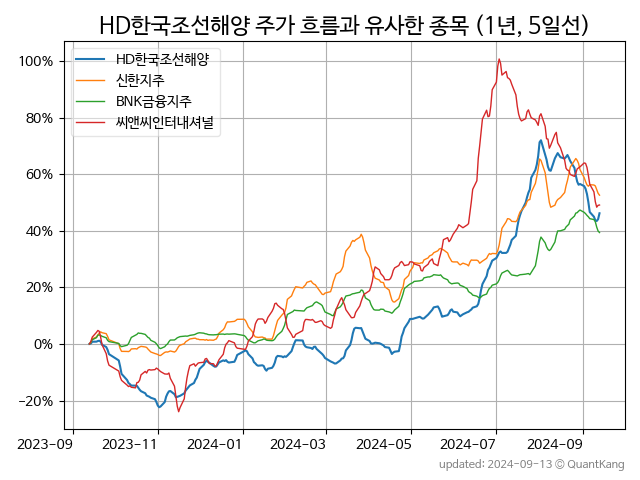 HD한국조선해양 주가 흐름과 유사한 종목 (1년, 5일선)
HD한국조선해양
신한지주
BNK금융지주
씨앤씨인터내셔널
100%
80%
60%
40%
20%
0%
−20%
2023-09
2023-11
2024-01
2024-03
2024-05
2024-07
2024-09
updated: 2024-09-13 © QuantKang